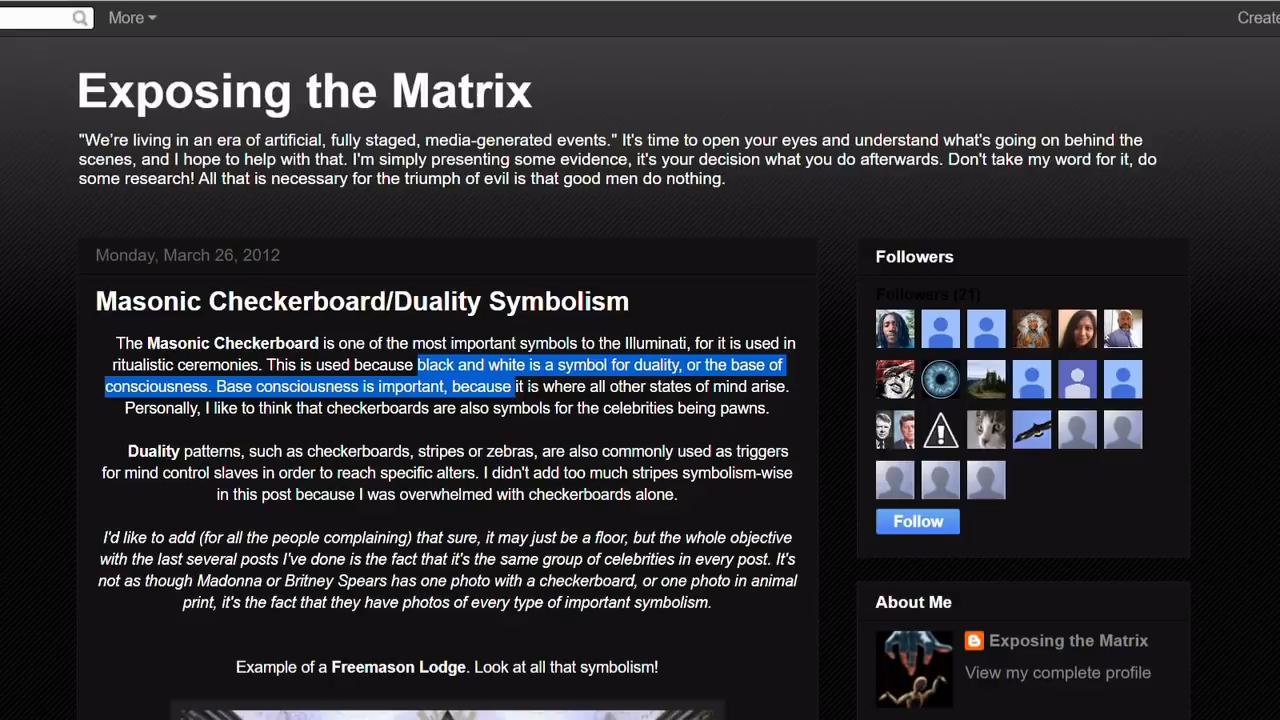 More
Create
Exposing the Matrix
"We're living in an era of artificial, fully staged, media-generated events." It's time to open your eyes and understand what's going on behind the
scenes, and I hope to help with that. I'm simply presenting some evidence, it's your decision what you do afterwards. Don't take my word for it, do
some research! All that is necessary for the triumph of evil is that good men do nothing.
Monday, March 26, 2012
Masonic Checkerboard/Duality Symbolism
The Masonic Checkerboard is one of the most important symbols to the Illuminati, for it is used in
ritualistic ceremonies. This is used because black and white is a symbol for duality, or the base of
consciousness. Base consciousness is important, because it is where all other states of mind arise.
Personally, I like to think that checkerboards are also symbols for the celebrities being pawns.
Duality patterns, such as checkerboards, stripes or zebras, are also commonly used as triggers
for mind control slaves in order to reach specific alters. I didn't add too much stripes symbolism-wise
in this post because I was overwhelmed with checkerboards alone.
I'd like to add (for all the people complaining) that sure, it may just be a floor, but the whole objective
with the last several posts I've done is the fact that it's the same group of celebrities in every post. It's
not as though Madonna or Britney Spears has one photo with a checkerboard, or one photo in animal
print, it's the fact that they have photos of every type of important symbolism.
Example of a Freemason Lodge. Look at all that symbolism!
Followers
Followers (21)
Follow
About Me
Exposing the Matrix
View my complete profile